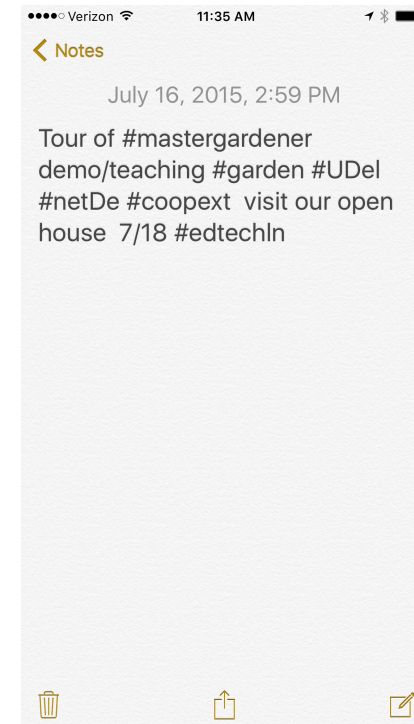 Verizon 11:35 AM
Notes
July 16, 2015, 2:59 PM
Tour of #mastergardener
demo/teaching #garden #UDel
#netDe #coopext  visit our open
house  7/18 #edtechln